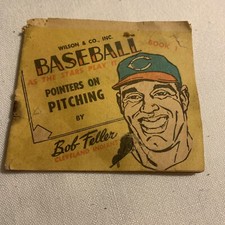 WILSON & CO., INC.
BASEBALL
AS THE STARS PLAY IT
BOOK
POINTERS ON
PITCHING
BY
Bob Feller
CLEVELAND INDIANS
C